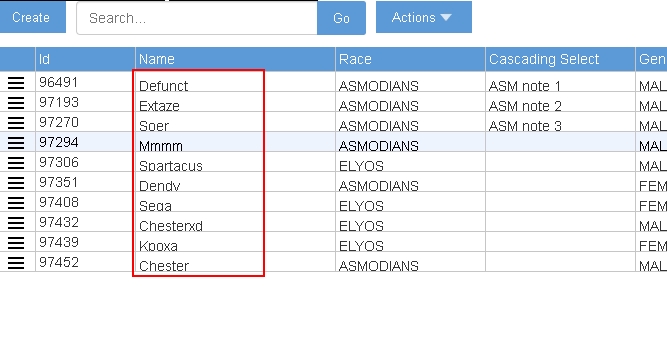 Create Search... Go Actions
Id Name Race Cascading Select Gen
96491 Defunct ASMODIANS ASM note 1 MAL
97193 Extaze ASMODIANS ASM note 2 MAL
97270 Soer ASMODIANS ASM note 3 MAL
97294 Mmmm ASMODIANS MAL
97306 Spartacus ELYOS MAL
97351 Dendy ASMODIANS FEM
97408 Sega ELYOS FEM
97432 Chesterxd ELYOS MAL
97439 Kpoxa ELYOS FEM
97452 Chester ASMODIANS MAL